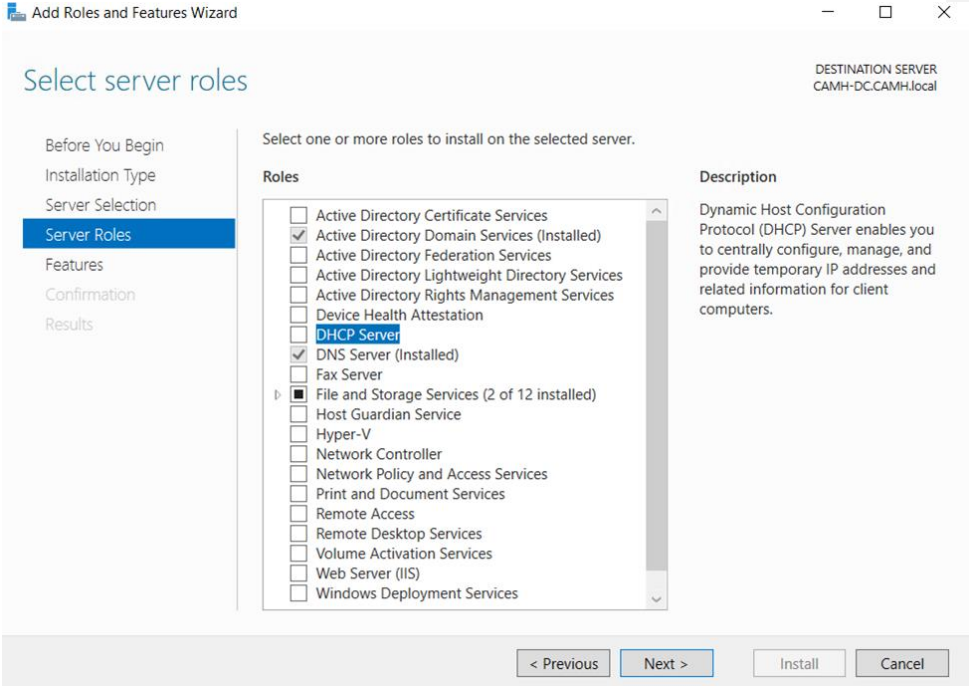 Add Roles and Features Wizard
Select server roles
DESTINATION SERVER
CAMH-DC.CAMH.local
Before You Begin
Installation Type
Server Selection
Server Roles
Features
Confirmation
Results
Select one or more roles to install on the selected server.
Roles
Active Directory Certificate Services
Active Directory Domain Services (Installed)
Active Directory Federation Services
Active Directory Lightweight Directory Services
Active Directory Rights Management Services
Device Health Attestation
DHCP Server
DNS Server (Installed)
Fax Server
File and Storage Services (2 of 12 installed)
Host Guardian Service
Hyper-V
Network Controller
Network Policy and Access Services
Print and Document Services
Remote Access
Remote Desktop Services
Volume Activation Services
Web Server (IIS)
Windows Deployment Services
Description
Dynamic Host Configuration
Protocol (DHCP) Server enables you
to centrally configure, manage, and
provide temporary IP addresses and
related information for client
computers.
< Previous
Next >
Install
Cancel